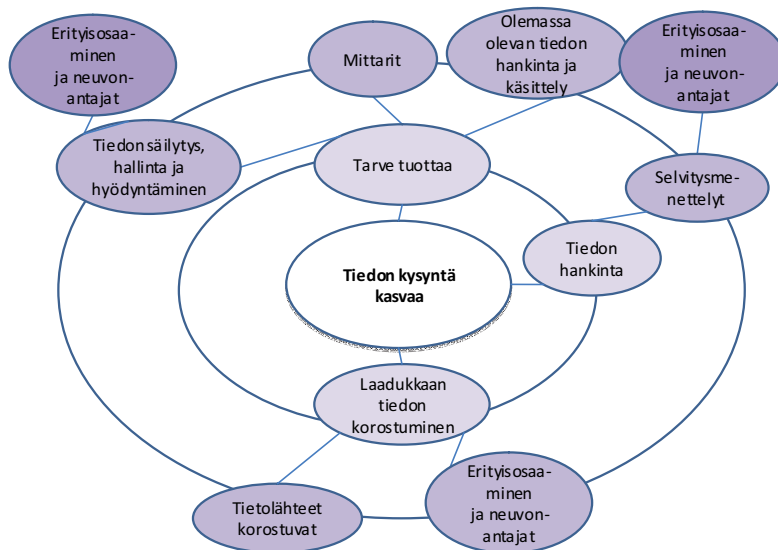 Erityisosaa-
minen
ja neuvon-
antajat
Mittarit
Olemassa
olevan tiedon
hankinta ja
käsittely
Erityisosaa-
minen
ja neuvon-
antajat
Tiedon säilytys,
hallinta ja
hyödyntäminen
Tarve tuottaa
Selvitysme-
nettelyt
Tiedon
hankinta
Tiedon kysyntä
kasvaa
Laadukkaan
tiedon
korostuminen
Tietolähteet
korostuvat
Erityisosaa-
minen
ja neuvon-
antajat